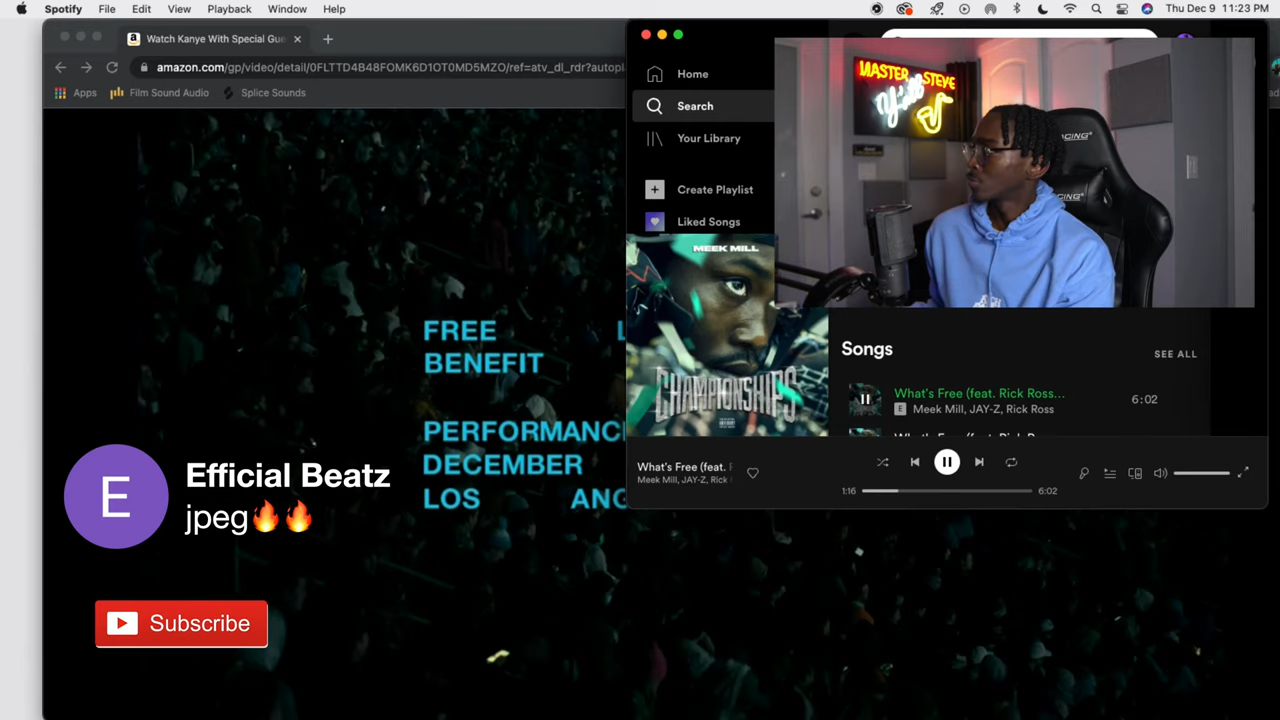 Spotify File Edit View Playback Window Help
Thu Dec 9 11:23 PM
Watch Kanye With Special Gue
amazon.com/gp/video/detail/0FLTTD4B48FOMK6D1OT0MD5MZO/ref=atv_dl_rdr?autopl
Apps Film Sound Audio Splice Sounds
Home
Search
Your Library
Create Playlist
Liked Songs
MASTER STEVE
Y'all
MEEK MILL
CHAMPIONSHIPS
FREE L
BENEFIT
PERFORMANC
DECEMBER
LOS ANG
Songs
SEE ALL
What's Free (feat. Rick Ross...
E Meek Mill, JAY-Z, Rick Ross
6:02
What's Free (feat. R
Meek Mill, JAY-Z, Rick
1:16
6:02
E
Efficial Beatz
jpeg🔥🔥
Subscribe